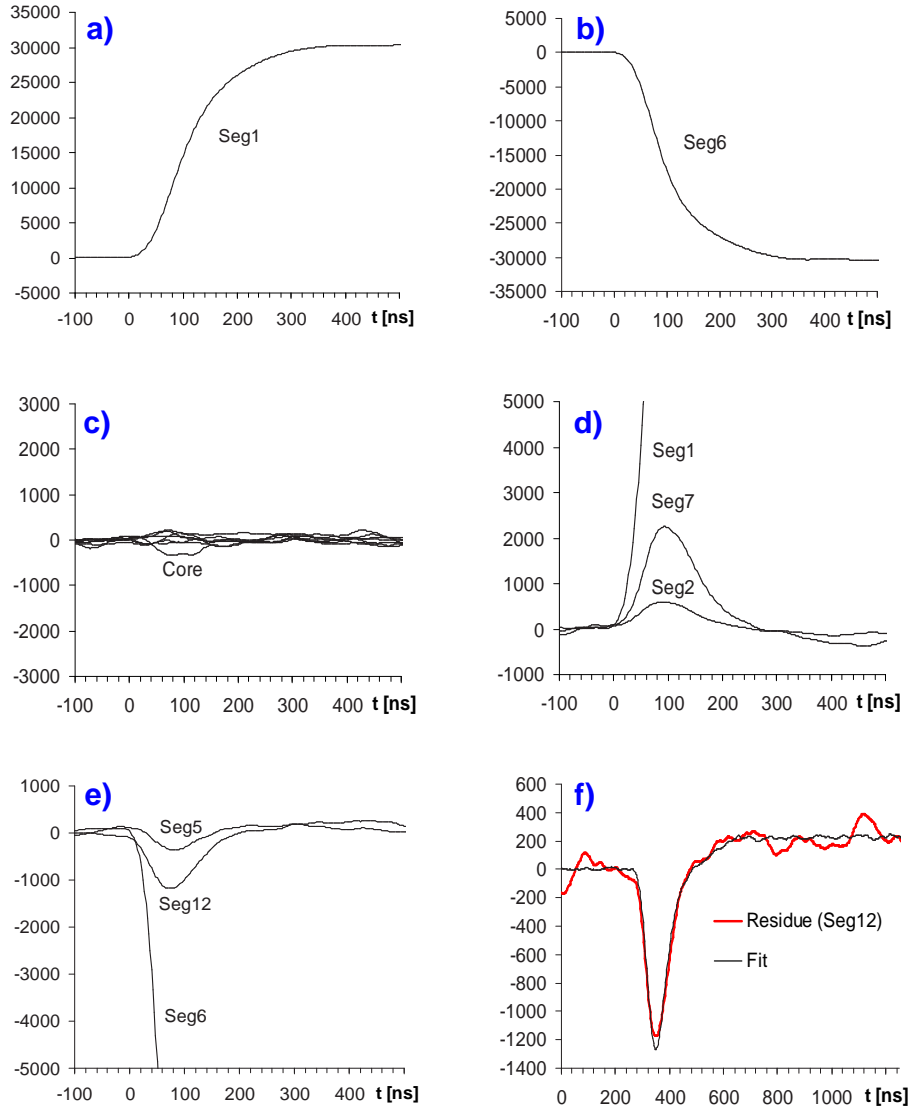 a)
35000
30000
25000
20000
15000
10000
5000
0
-5000
Seg1
-100 0 100 200 300 400 t [ns]
b)
5000
0
-5000
-10000
-15000
-20000
-25000
-30000
-35000
Seg6
-100 0 100 200 300 400 t [ns]
c)
3000
2000
1000
0
-1000
-2000
-3000
Core
-100 0 100 200 300 400 t [ns]
d)
5000
4000
3000
2000
1000
0
-1000
Seg1
Seg7
Seg2
-100 0 100 200 300 400 t [ns]
e)
1000
0
-1000
-2000
-3000
-4000
-5000
Seg5
Seg12
Seg6
-100 0 100 200 300 400 t [ns]
f)
600
400
200
0
-200
-400
-600
-800
-1000
-1200
-1400
Residue (Seg12)
Fit
0 200 400 600 800 1000 t [ns]